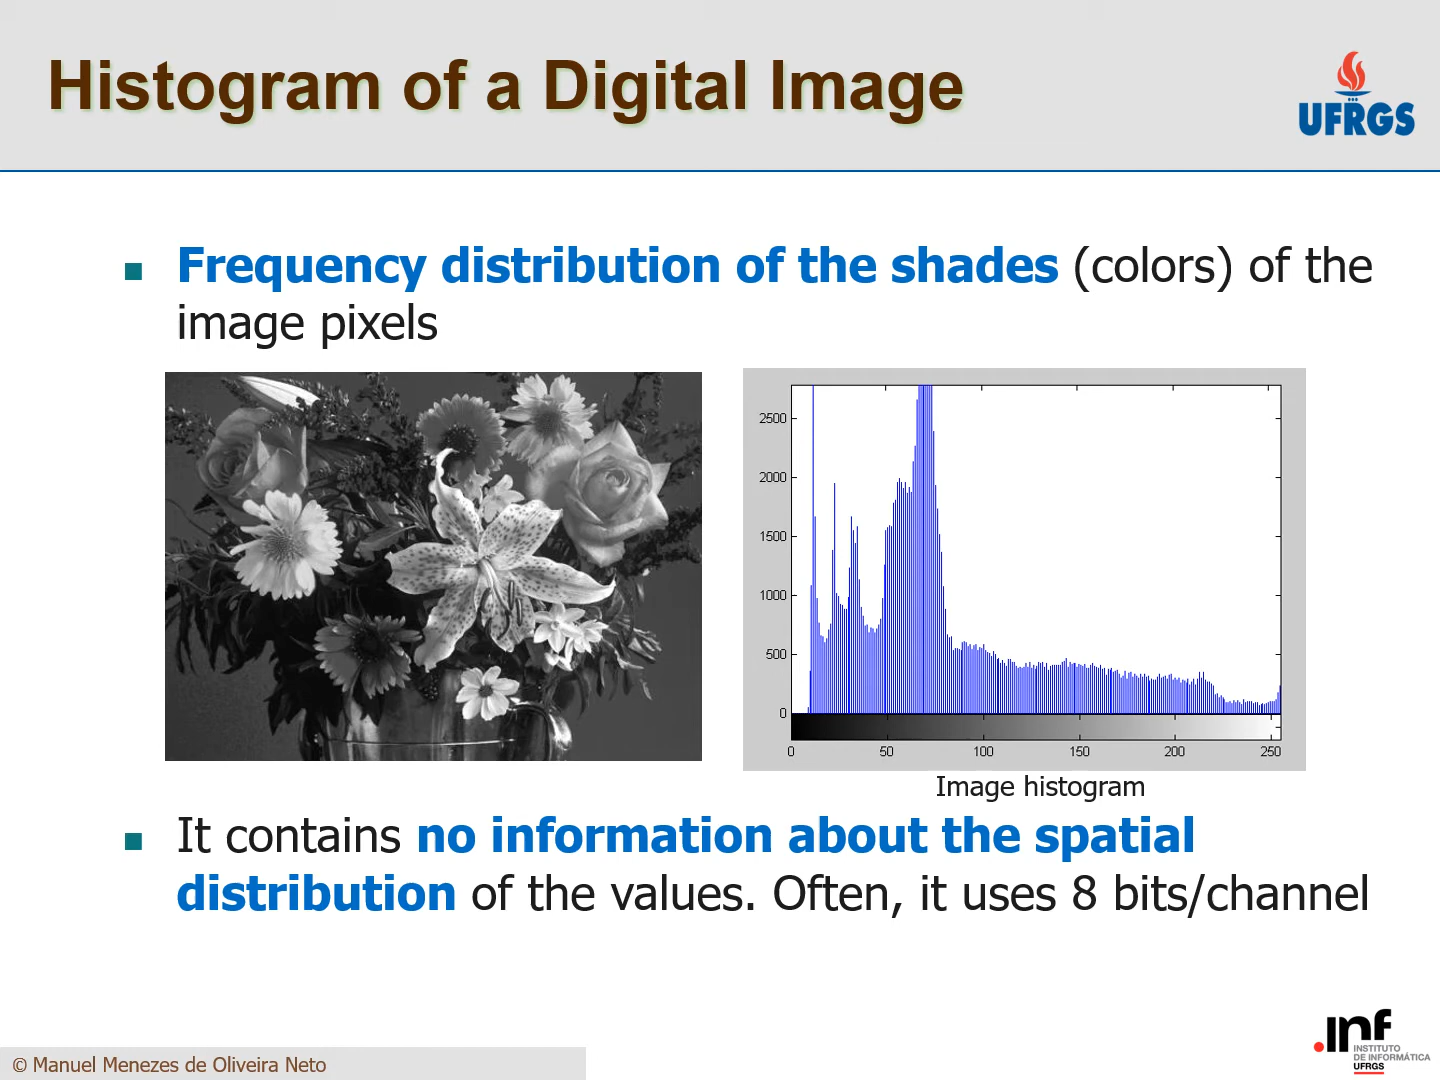 Histogram of a Digital Image
UFRGS
Frequency distribution of the shades (colors) of the
image pixels
2500
2000
1500
1000
500
0
0 50 100 150 200 250
Image histogram
It contains no information about the spatial
distribution of the values. Often, it uses 8 bits/channel
.inf
INSTITUTO
DE INFORMÁTICA
UFRGS
© Manuel Menezes de Oliveira Neto